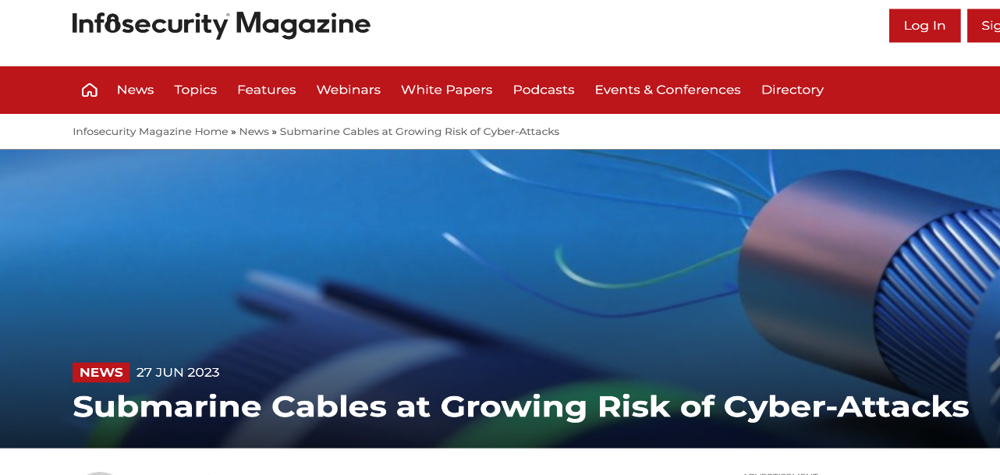 Infosecurity Magazine
Log In
News Topics Features Webinars White Papers Podcasts Events & Conferences Directory
Infosecurity Magazine Home » News » Submarine Cables at Growing Risk of Cyber-Attacks
NEWS 27 JUN 2023
Submarine Cables at Growing Risk of Cyber-Attacks